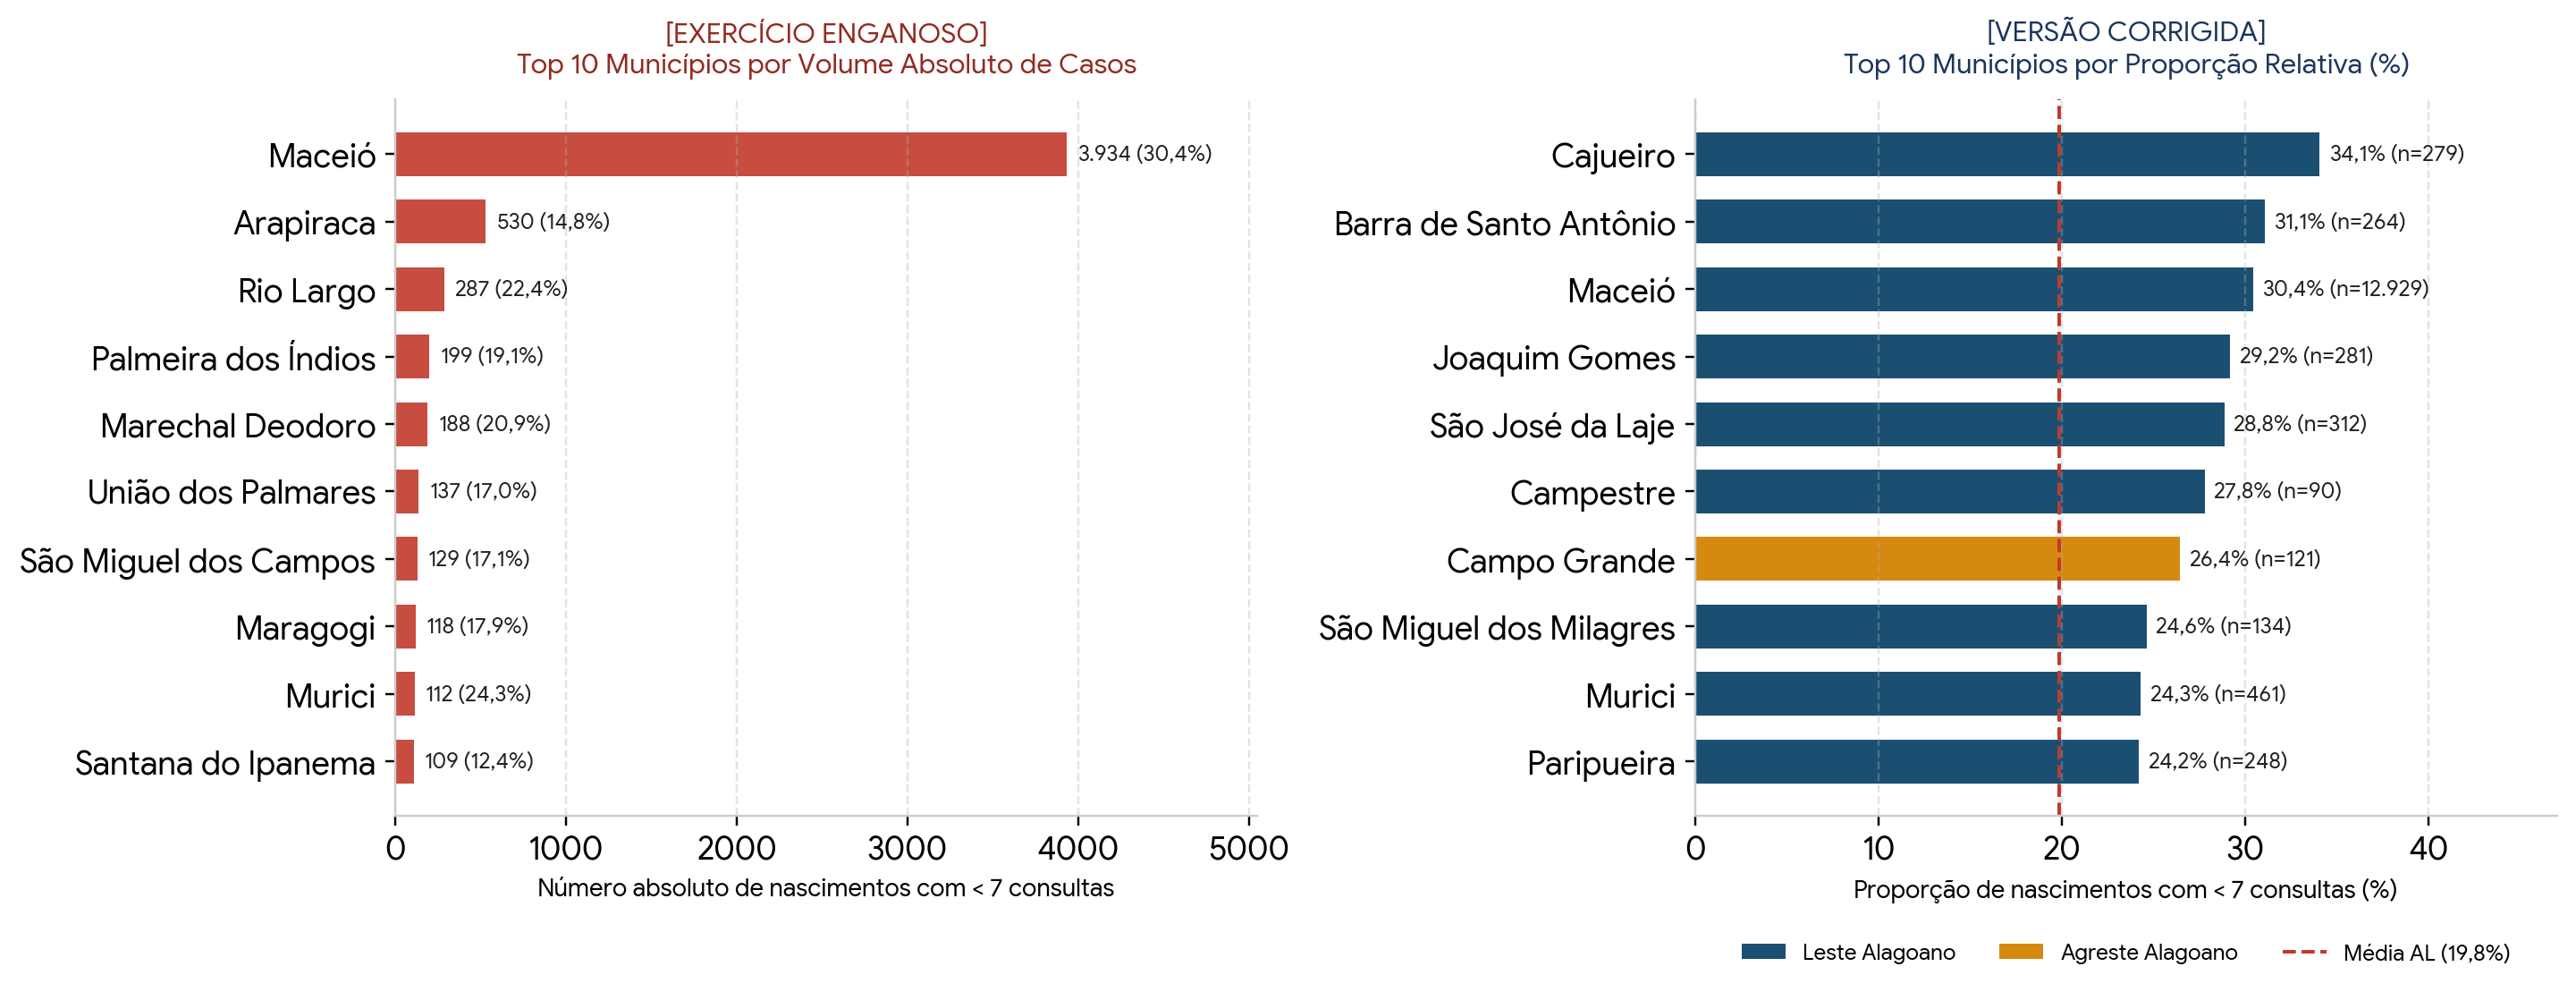 [EXERCÍCIO ENGANOSO]
Top 10 Municípios por Volume Absoluto de Casos
Maceió
3.934 (30,4%)
Arapiraca
530 (14,8%)
Rio Largo
287 (22,4%)
Palmeira dos Índios
199 (19,1%)
Marechal Deodoro
188 (20,9%)
União dos Palmares
137 (17,0%)
São Miguel dos Campos
129 (17,1%)
Maragogi
118 (17,9%)
Murici
112 (24,3%)
Santana do Ipanema
109 (12,4%)
0 1000 2000 3000 4000 5000
Número absoluto de nascimentos com < 7 consultas
[VERSÃO CORRIGIDA]
Top 10 Municípios por Proporção Relativa (%)
Cajueiro
34,1% (n=279)
Barra de Santo Antônio
31,1% (n=264)
Maceió
30,4% (n=12.929)
Joaquim Gomes
29,2% (n=281)
São José da Laje
28,8% (n=312)
Campestre
27,8% (n=90)
Campo Grande
26,4% (n=121)
São Miguel dos Milagres
24,6% (n=134)
Murici
24,3% (n=461)
Paripueira
24,2% (n=248)
0 10 20 30 40
Proporção de nascimentos com < 7 consultas (%)
Leste Alagoano
Agreste Alagoano
Média AL (19,8%)